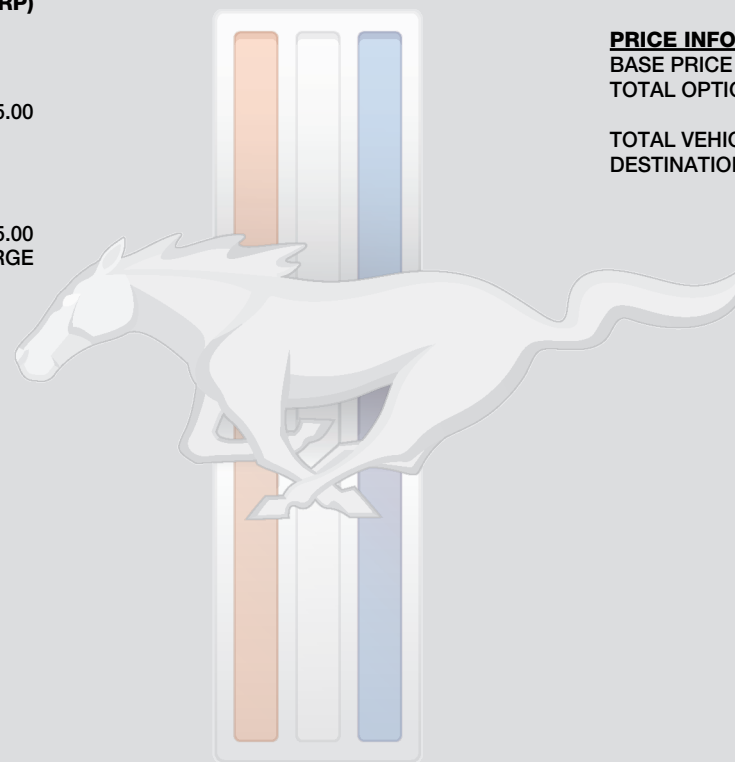 RP)
5.00
5.00
RGE
PRICE INFO
BASE PRICE
TOTAL OPTIO
TOTAL VEHIC
DESTINATION